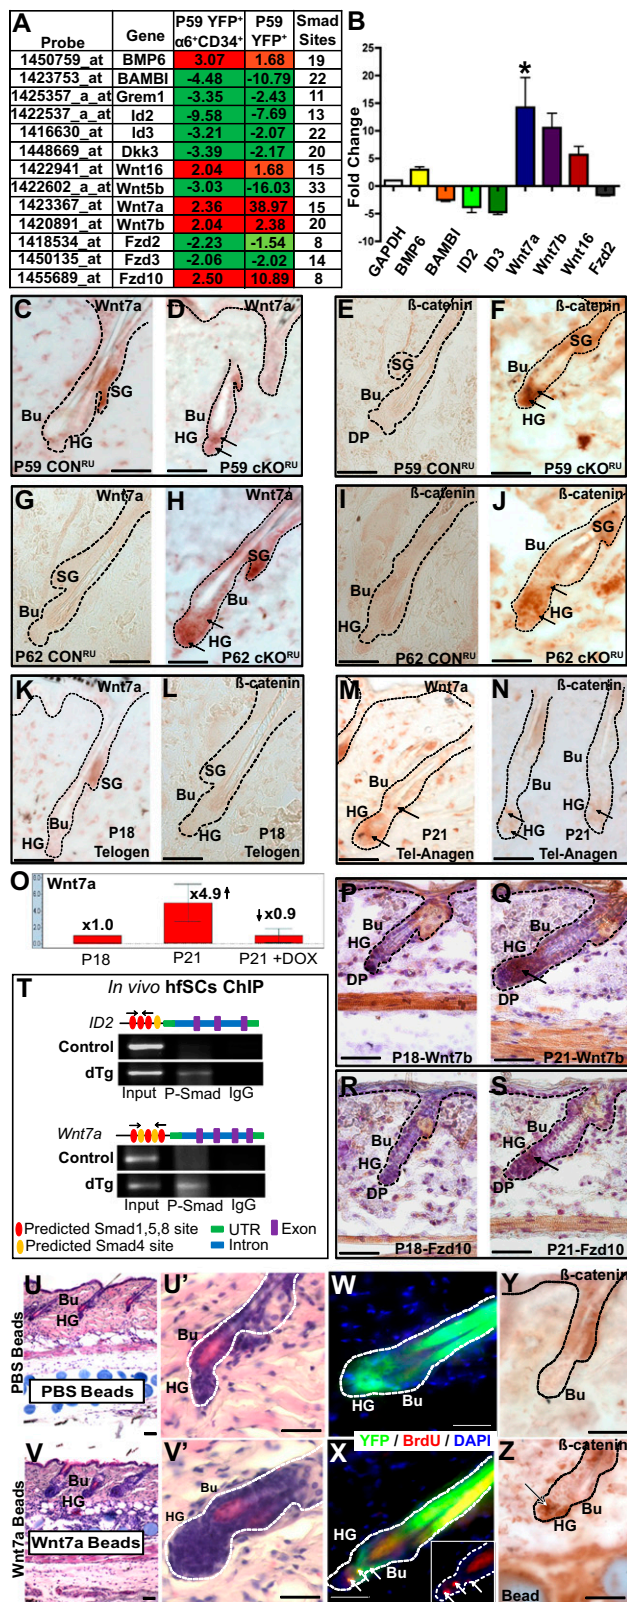 A
Probe Gene P59 YFP⁺ α6⁺CD34⁺ P59 YFP⁺ Smad Sites
1450759_at BMP6 3.07 1.68 19
1423753_at BAMBI -4.48 -10.79 22
1425357_a_at Grem1 -3.35 -2.43 11
1422537_a_at Id2 -9.58 -7.69 13
1416630_at Id3 -3.21 -2.07 22
1448669_at Dkk3 -3.39 -2.17 20
1422941_at Wnt16 2.04 1.68 15
1422602_a_at Wnt5b -3.03 -16.03 33
1423367_at Wnt7a 2.36 38.97 15
1420891_at Wnt7b 2.04 2.38 20
1418534_at Fzd2 -2.23 -1.54 8
1450135_at Fzd3 -2.06 -2.02 14
1455689_at Fzd10 2.50 10.89 8
B
Fold Change
25
20
15
10
5
0
-5
-10
*
GAPDH BMP6 BAMBI ID2 ID3 Wnt7a Wnt7b Wnt16 Fzd2
C Wnt7a
Bu SG
HG
P59 CONᴿᵁ
D Wnt7a
Bu
HG
P59 cKOᴿᵁ
E ß-catenin
SG
Bu
DP
P59 CONᴿᵁ
F ß-catenin
SG
Bu
HG
P59 cKOᴿᵁ
G Wnt7a
SG
Bu
P62 CONᴿᵁ
H Wnt7a
SG
Bu
HG
P62 cKOᴿᵁ
I ß-catenin
Bu
HG
P62 CONᴿᵁ
J ß-catenin
SG
Bu
HG
P62 cKOᴿᵁ
K Wnt7a
SG
Bu
HG
P18
Telogen
L ß-catenin
SG
Bu
HG
P18
Telogen
M Wnt7a
Bu
HG
P21
Tel-Anagen
N ß-catenin
Bu
HG HG
P21
Tel-Anagen
O Wnt7a
8.0
6.0
4.0
2.0
0
x1.0 x4.9 x0.9
P18 P21 P21 +DOX
P
Bu
HG
DP
P18-Wnt7b
Q
Bu
HG
DP
P21-Wnt7b
R
Bu
HG
DP
P18-Fzd10
S
Bu
HG
DP
P21-Fzd10
T In vivo hfSCs ChIP
ID2
Control
dTg
Input P-Smad IgG
Wnt7a
Control
dTg
Input P-Smad IgG
Predicted Smad1,5,8 site UTR Exon
Predicted Smad4 site Intron
PBS Beads
U
Bu
HG
PBS Beads
U'
Bu
HG
W
HG Bu
Y ß-catenin
Bu
YFP / BrdU / DAPI
Wnt7a Beads
V
Bu
HG
Wnt7a Beads
V'
Bu
HG
X
HG
Bu
Z ß-catenin
Bu
HG
Bead